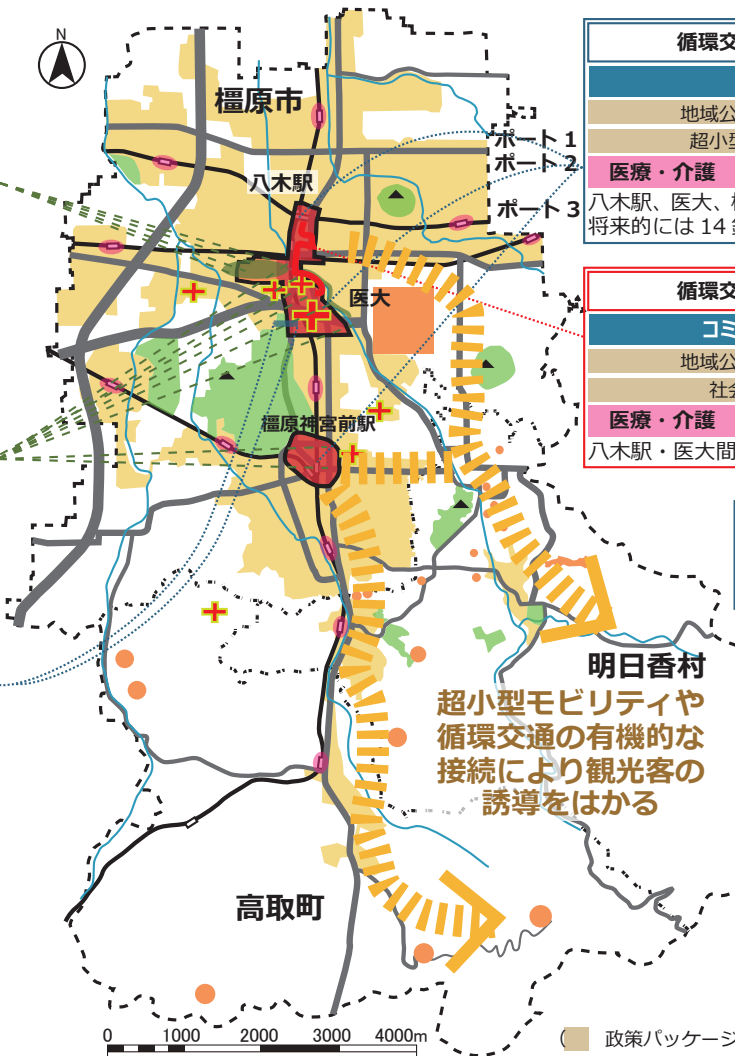 N
橿原市
八木駅
ポート 1
ポート 2
ポート 3
医大
橿原神宮前駅
明日香村
超小型モビリティや
循環交通の有機的な
接続により観光客の
誘導をはかる
高取町
0 1000 2000 3000 4000m
循環交
地域公
超小型
医療・介護
八木駅、医大、
将来的には 14
循環交
コミ
地域公
社会
医療・介護
八木駅・医大間
( 政策パッケージ